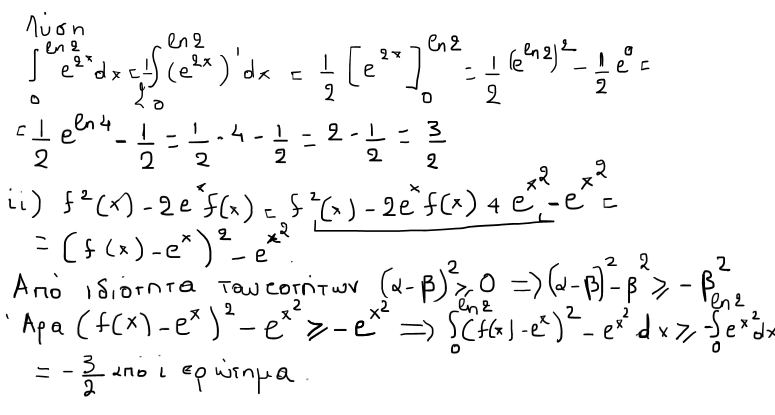 Λύση
∫₀^{ln2} e^{2x} dx = 1/2 ∫₀^{ln2} (e^{2x})' dx = 1/2 [e^{2x}]₀^{ln2} = 1/2 (e^{ln2})² - 1/2 e⁰ =
= 1/2 e^{ln4} - 1/2 = 1/2 · 4 - 1/2 = 2 - 1/2 = 3/2
ii) f²(x) - 2e^x f(x) = f²(x) - 2e^x f(x) + e^{x²} - e^{x²} =
= (f(x) - e^x)² - e^{x²}
Από ιδιότητα ταυτοτήτων (α-β)² ≥ 0 => (α-β)² - β² ≥ -β²
Άρα (f(x) - e^x)² - e^{x²} ≥ -e^{x²} => ∫₀^{ln2} (f(x) - e^x)² - e^{x²} dx ≥ -∫₀^{ln2} e^{x²} dx
= -3/2 από i ερώτημα.